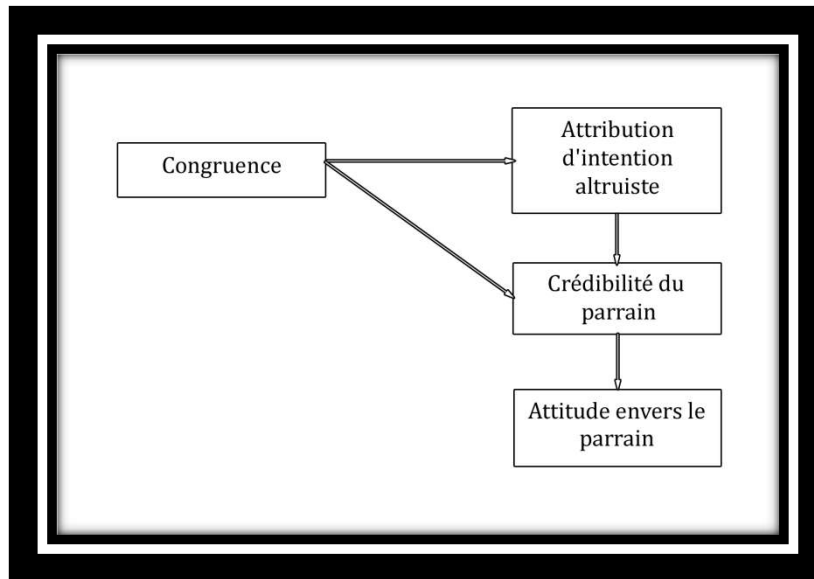 Congruence
Attribution
d'intention
altruiste
Crédibilité du
parrain
Attitude envers le
parrain